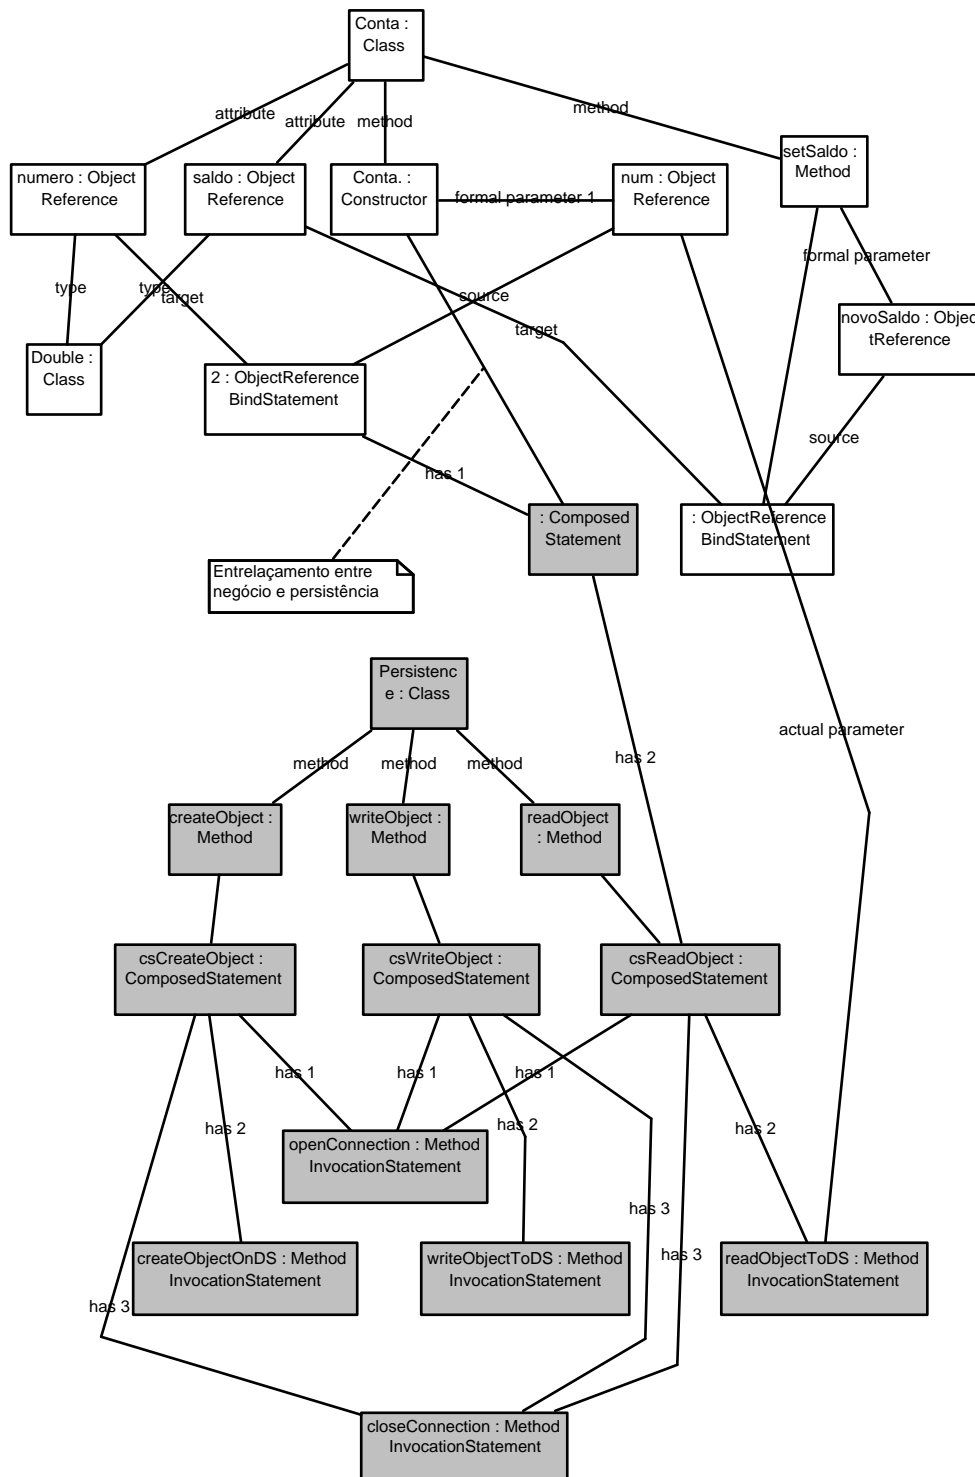 Conta :
Class
attribute
attribute
method
method
numero : Object
Reference
saldo : Object
Reference
Conta. :
Constructor
formal parameter 1
num : Object
Reference
setSaldo :
Method
formal parameter
type
type
target
source
target
novoSaldo : Objec
tReference
Double :
Class
2 : ObjectReference
BindStatement
source
has 1
: Composed
Statement
: ObjectReference
BindStatement
Entrelaçamento entre
negócio e persistência
Persistenc
e : Class
actual parameter
has 2
method
method
method
createObject :
Method
writeObject :
Method
readObject
: Method
csCreateObject :
ComposedStatement
csWriteObject :
ComposedStatement
csReadObject :
ComposedStatement
has 1
has 1
has 1
has 2
has 2
has 2
openConnection : Method
InvocationStatement
has 3
has 3
createObjectOnDS : Method
InvocationStatement
writeObjectToDS : Method
InvocationStatement
readObjectToDS : Method
InvocationStatement
has 3
closeConnection : Method
InvocationStatement